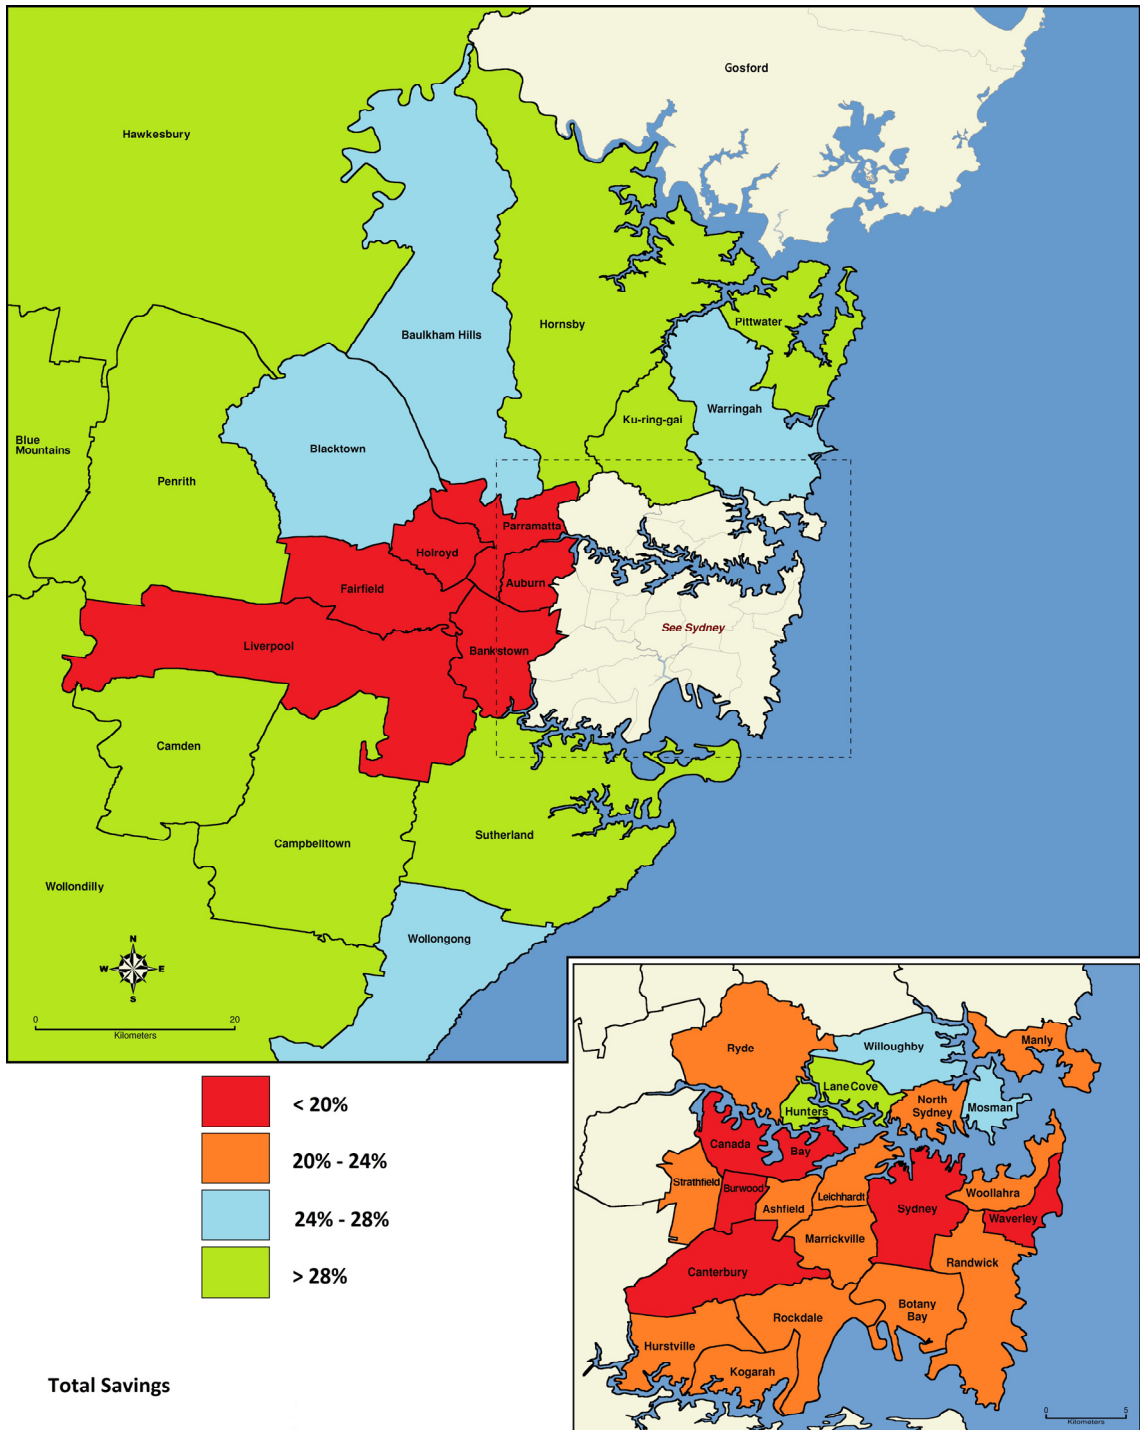 Gosford
Hawkesbury
Baulkham Hills
Hornsby
Pittwater
Ku-ring-gai
Warringah
Blue
Mountains
Penrith
Blacktown
Parramatta
Holroyd
Fairfield
Auburn
Liverpool
Bankstown
See Sydney
Camden
Campbelltown
Sutherland
Wollondilly
Wollongong
N
W
E
S
0
20
Kilometers
Ryde
Willoughby
Manly
Lane Cove
Hunters
North
Sydney
Mosman
Canada
Bay
Strathfield
Burwood
Ashfield
Leichhardt
Sydney
Woollahra
Waverley
Marrickville
Randwick
Canterbury
Botany
Bay
Rockdale
Hurstville
Kogarah
0
5
Kilometers
< 20%
20% - 24%
24% - 28%
> 28%
Total Savings